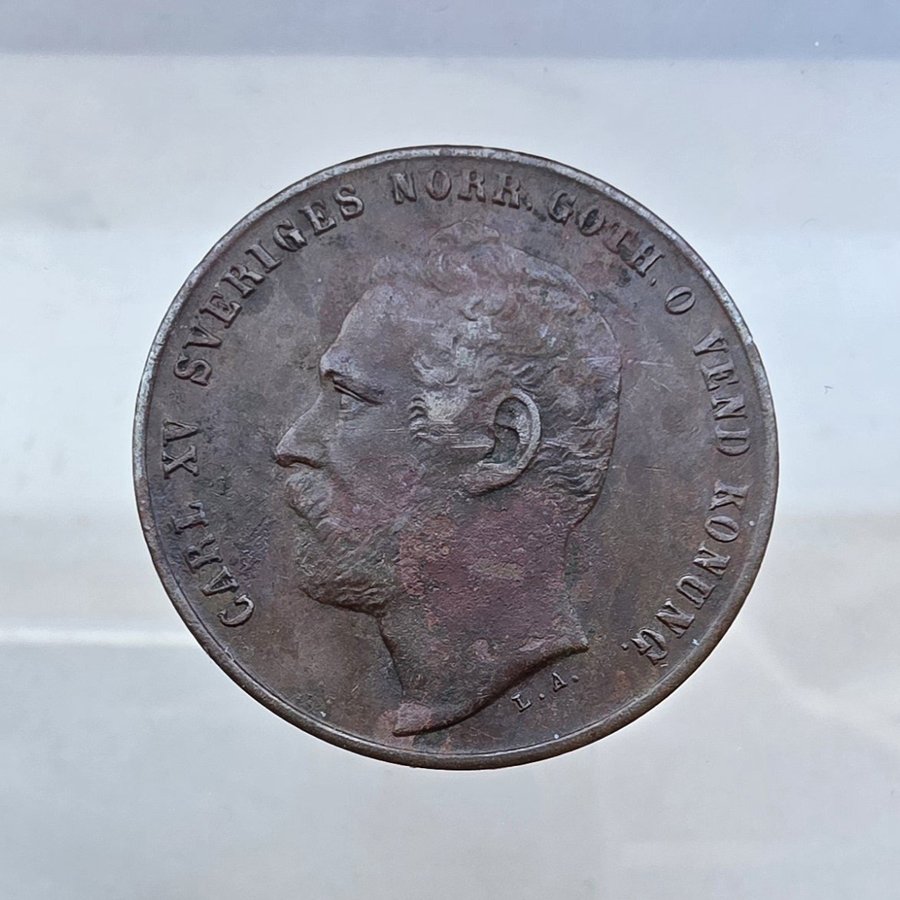 CARL XV SVERIGES NORR. GOTH. O VEND KONUNG.
L. A.